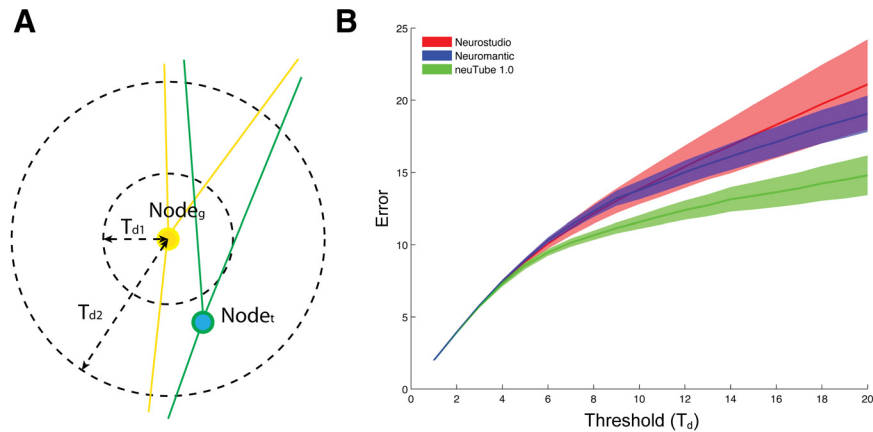 A
Node_g
T_d1
T_d2
Node_t
B
25
20
15
10
5
0
Error
Neurostudio
Neuromantic
neuTube 1.0
0 2 4 6 8 10 12 14 16 18 20
Threshold (T_d)